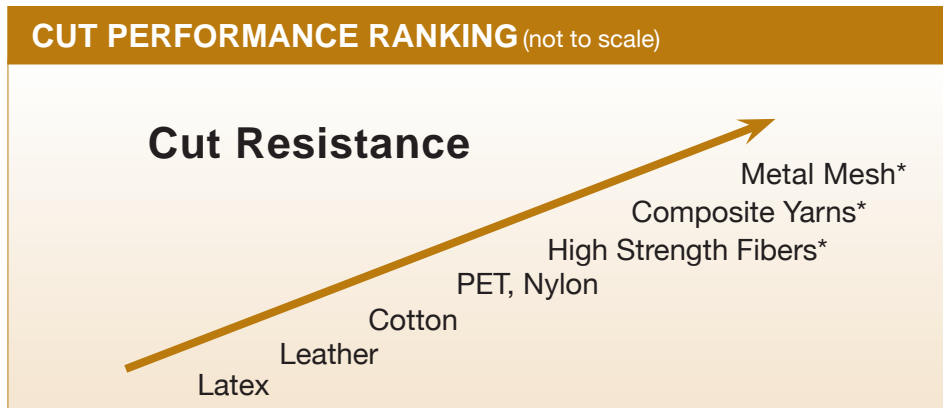 CUT PERFORMANCE RANKING (not to scale)
Cut Resistance
Metal Mesh*
Composite Yarns*
High Strength Fibers*
PET, Nylon
Cotton
Leather
Latex